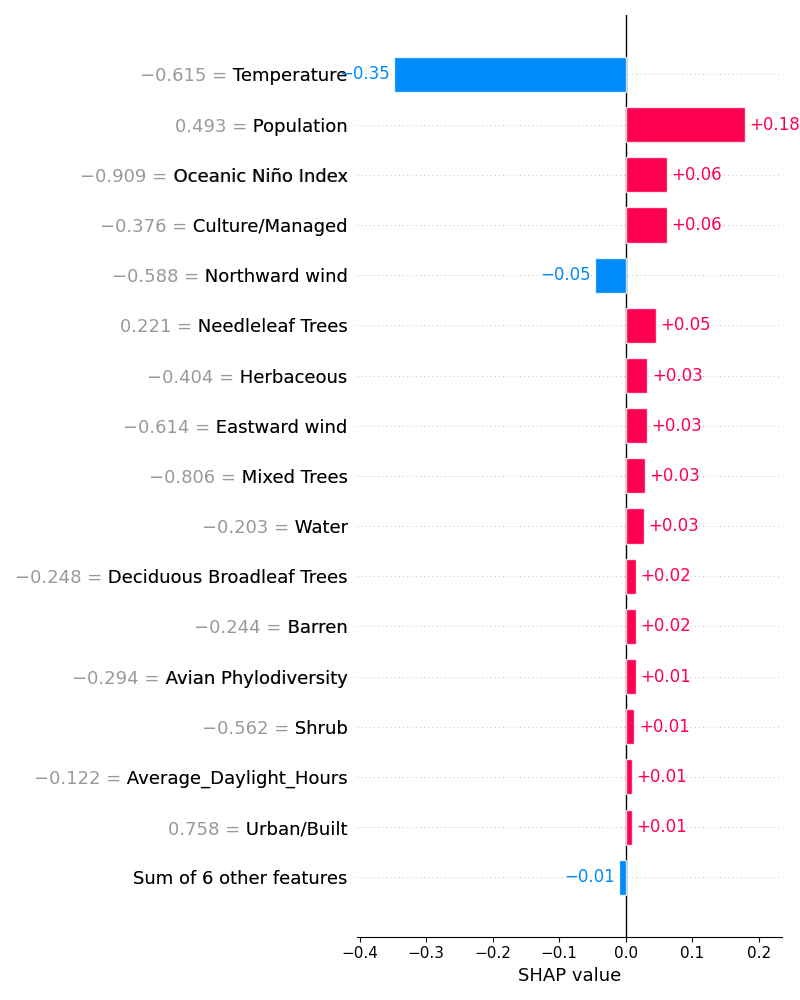 −0.615 = Temperature −0.35
0.493 = Population +0.18
−0.909 = Oceanic Niño Index +0.06
−0.376 = Culture/Managed +0.06
−0.588 = Northward wind −0.05
0.221 = Needleleaf Trees +0.05
−0.404 = Herbaceous +0.03
−0.614 = Eastward wind +0.03
−0.806 = Mixed Trees +0.03
−0.203 = Water +0.03
−0.248 = Deciduous Broadleaf Trees +0.02
−0.244 = Barren +0.02
−0.294 = Avian Phylodiversity +0.01
−0.562 = Shrub +0.01
−0.122 = Average_Daylight_Hours +0.01
0.758 = Urban/Built +0.01
Sum of 6 other features −0.01
−0.4 −0.3 −0.2 −0.1 0.0 0.1 0.2
SHAP value